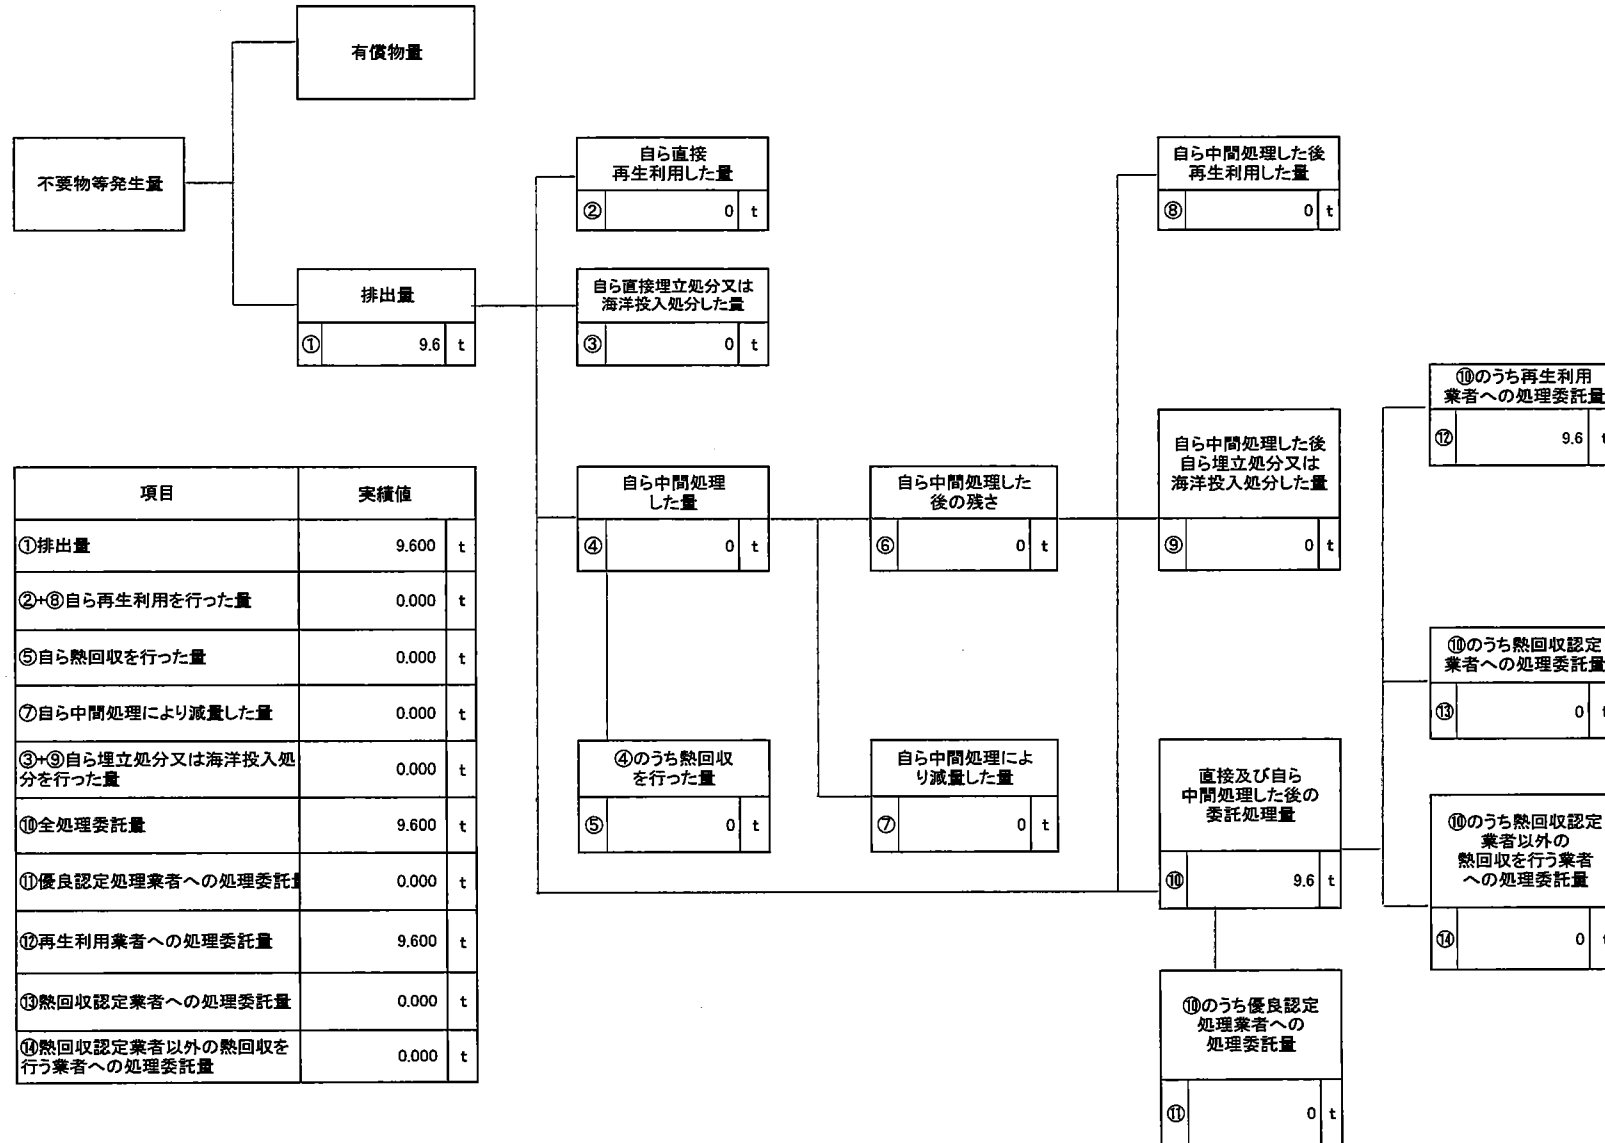 有償物量
不要物等発生量
排出量
① 9.6 t
自ら直接
再生利用した量
② 0 t
自ら直接埋立処分又は
海洋投入処分した量
③ 0 t
自ら中間処理
した量
④ 0 t
④のうち熱回収
を行った量
⑤ 0 t
自ら中間処理した
後の残さ
⑥ 0 t
自ら中間処理によ
り減量した量
⑦ 0 t
自ら中間処理した後
再生利用した量
⑧ 0 t
自ら中間処理した後
自ら埋立処分又は
海洋投入処分した量
⑨ 0 t
直接及び自ら
中間処理した後の
委託処理量
⑩ 9.6 t
⑩のうち優良認定
処理業者への
処理委託量
⑪ 0 t
⑩のうち再生利用
業者への処理委託量
⑫ 9.6 t
⑩のうち熱回収認定
業者への処理委託量
⑬ 0 t
⑩のうち熱回収認定
業者以外の
熱回収を行う業者
への処理委託量
⑭ 0 t
項目 実績値
①排出量 9.600 t
②+⑧自ら再生利用を行った量 0.000 t
⑤自ら熱回収を行った量 0.000 t
⑦自ら中間処理により減量した量 0.000 t
③+⑨自ら埋立処分又は海洋投入処
分を行った量 0.000 t
⑩全処理委託量 9.600 t
⑪優良認定処理業者への処理委託量 0.000 t
⑫再生利用業者への処理委託量 9.600 t
⑬熱回収認定業者への処理委託量 0.000 t
⑭熱回収認定業者以外の熱回収を
行う業者への処理委託量 0.000 t